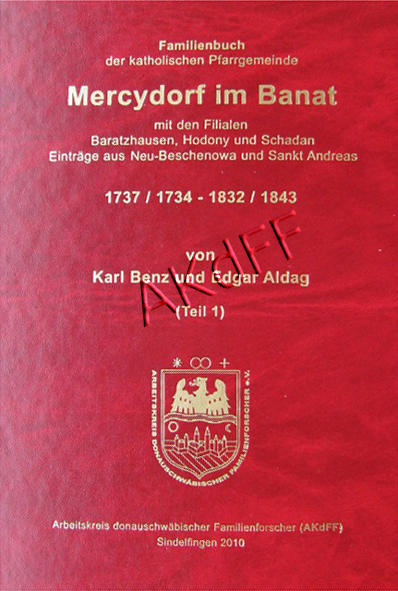 Familienbuch
der katholischen Pfarrgemeinde
Mercydorf im Banat
mit den Filialen
Baratzhausen, Hodony und Schadan
Einträge aus Neu-Beschenowa und Sankt Andreas
1737 / 1734 - 1832 / 1843
von
Karl Benz und Edgar Aldag
AKdFF
(Teil 1)
ARBEITSKREIS DONAUSCHWÄBISCHER FAMILIENFORSCHER e.V.
Arbeitskreis donauschwäbischer Familienforscher (AKdFF)
Sindelfingen 2010